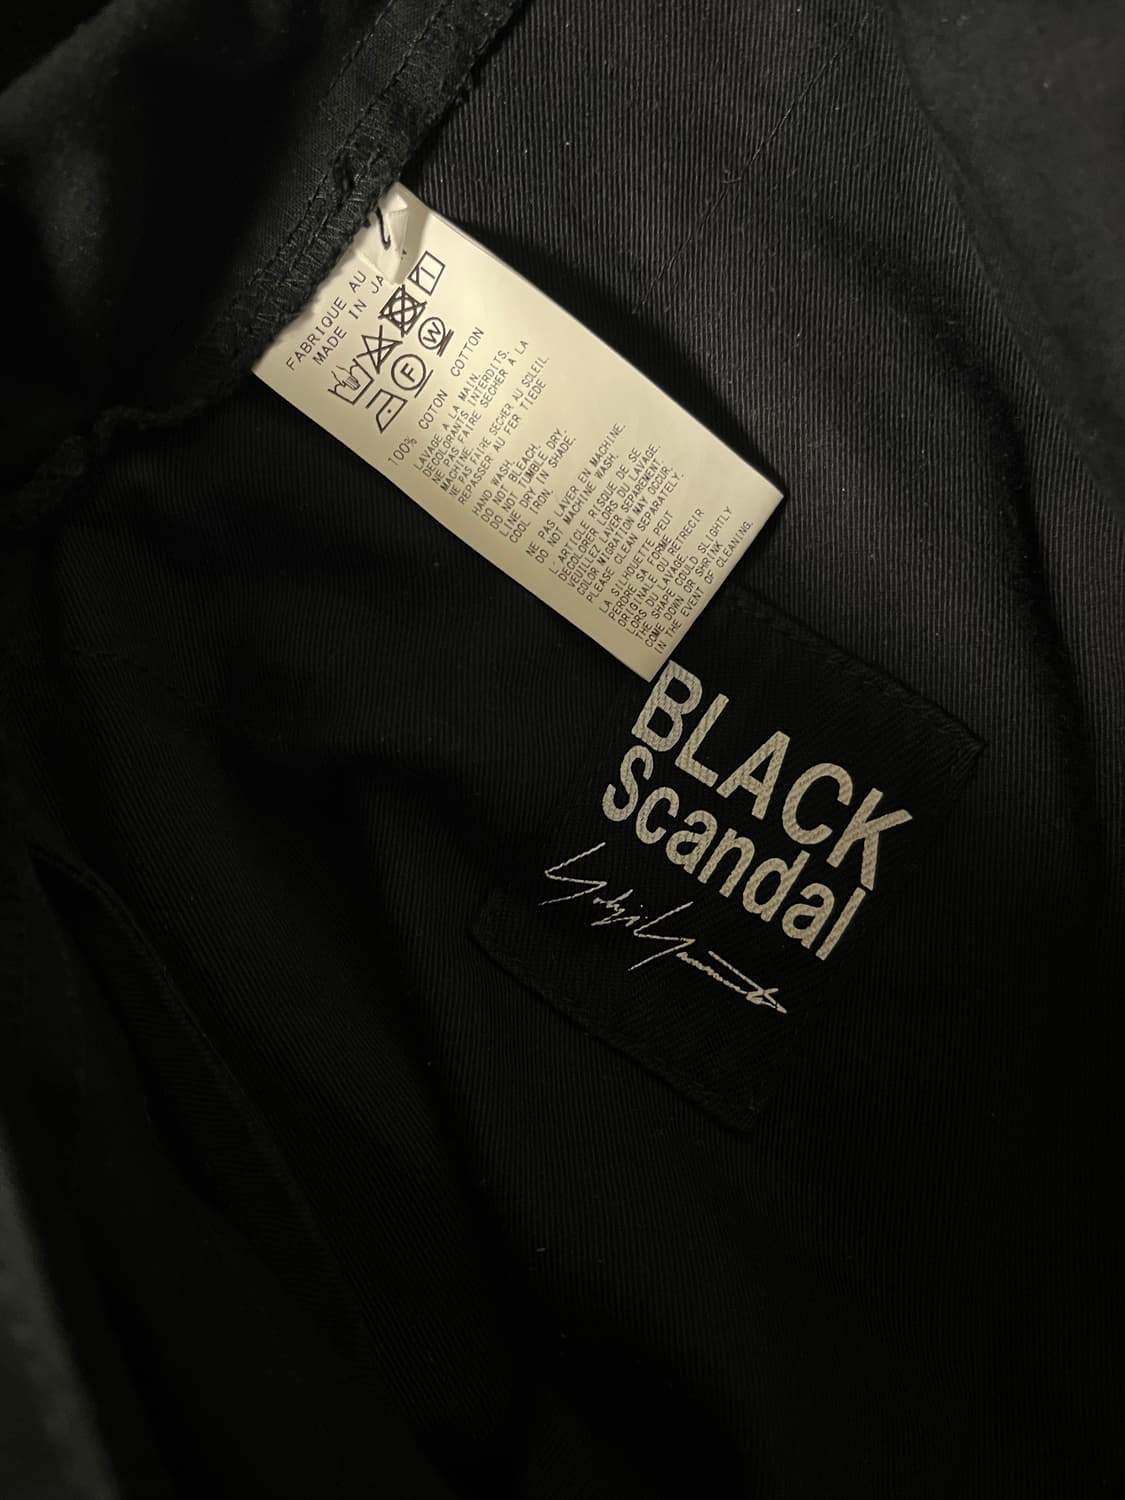 2
FABRIQUE AU
MADE IN JA
F
W
100% COTON COTTON
LAVAGE A LA MAIN.
DECOLORANTS INTERDITS.
NE PAS FAIRE SECHER A LA
MACHINE.
NE PAS FAIRE SECHER AU SOLEIL.
REPASSER AU FER TIEDE
HAND WASH.
DO NOT BLEACH.
DO NOT TUMBLE DRY.
LINE DRY IN SHADE.
COOL IRON.
NE PAS LAVER EN MACHINE.
DO NOT MACHINE WASH.
L'ARTICLE RISQUE DE SE
DECOLORER LORS DU LAVAGE.
VEUILLEZ LAVER SEPAREMENT.
COLOR MIGRATION MAY OCCUR.
PLEASE CLEAN SEPARATELY.
LA SILHOUETTE PEUT
PERDRE SA FORME
ORIGINALE OU RETRECIR
LORS DU LAVAGE.
THE SHAPE COULD SLIGHTLY
COME DOWN OR SHRINK
IN THE EVENT OF CLEANING.
BLACK
Scandal
Yohji Yamamoto